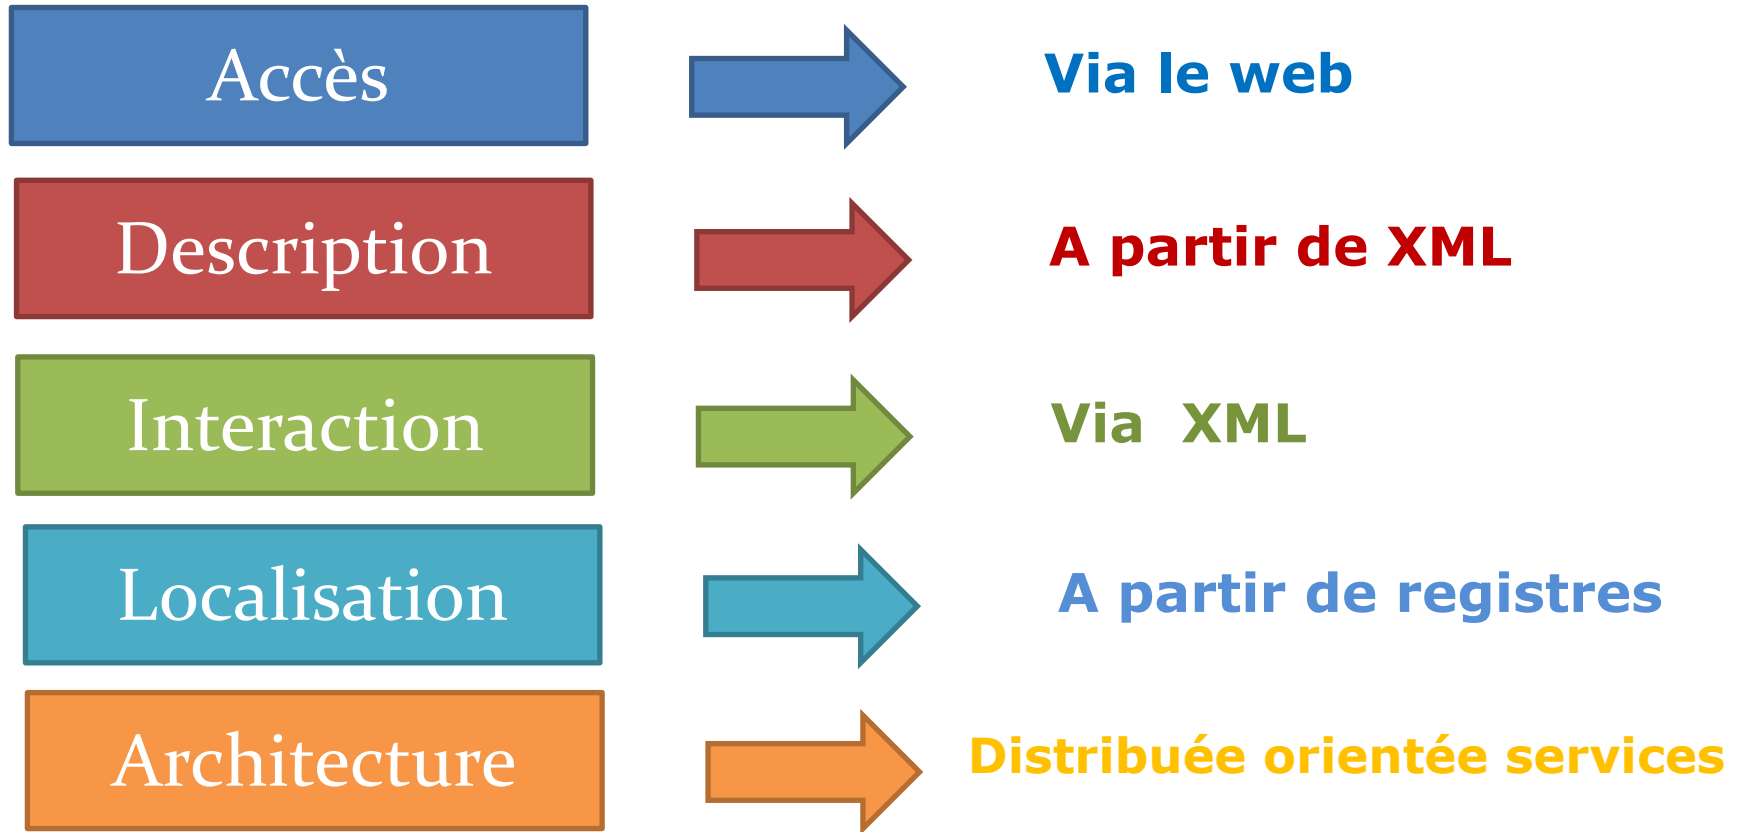 Accès
Via le web
Description
A partir de XML
Interaction
Via  XML
Localisation
A partir de registres
Architecture
Distribuée orientée services